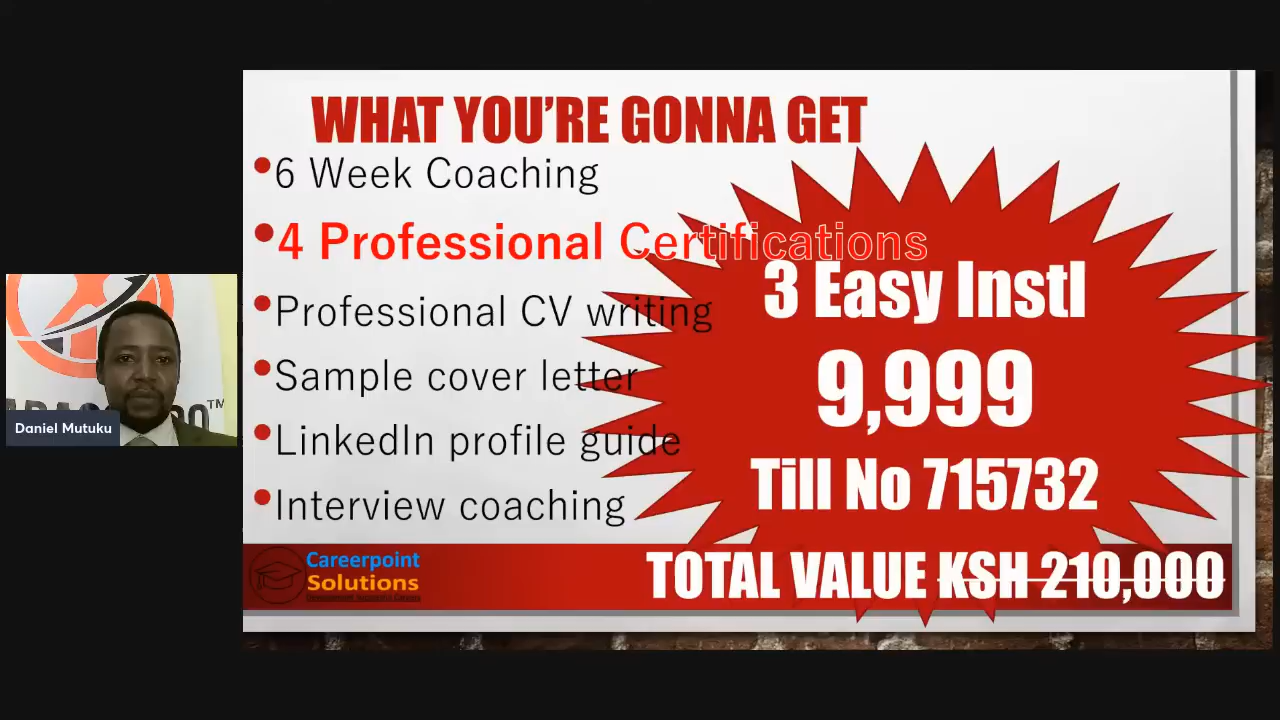 WHAT YOU'RE GONNA GET
•6 Week Coaching
•4 Professional Certifications
•Professional CV writing
•Sample cover letter
•LinkedIn profile guide
•Interview coaching
3 Easy Instl
9,999
Till No 715732
TOTAL VALUE KSH 210,000
Careerpoint
Solutions
Daniel Mutuku